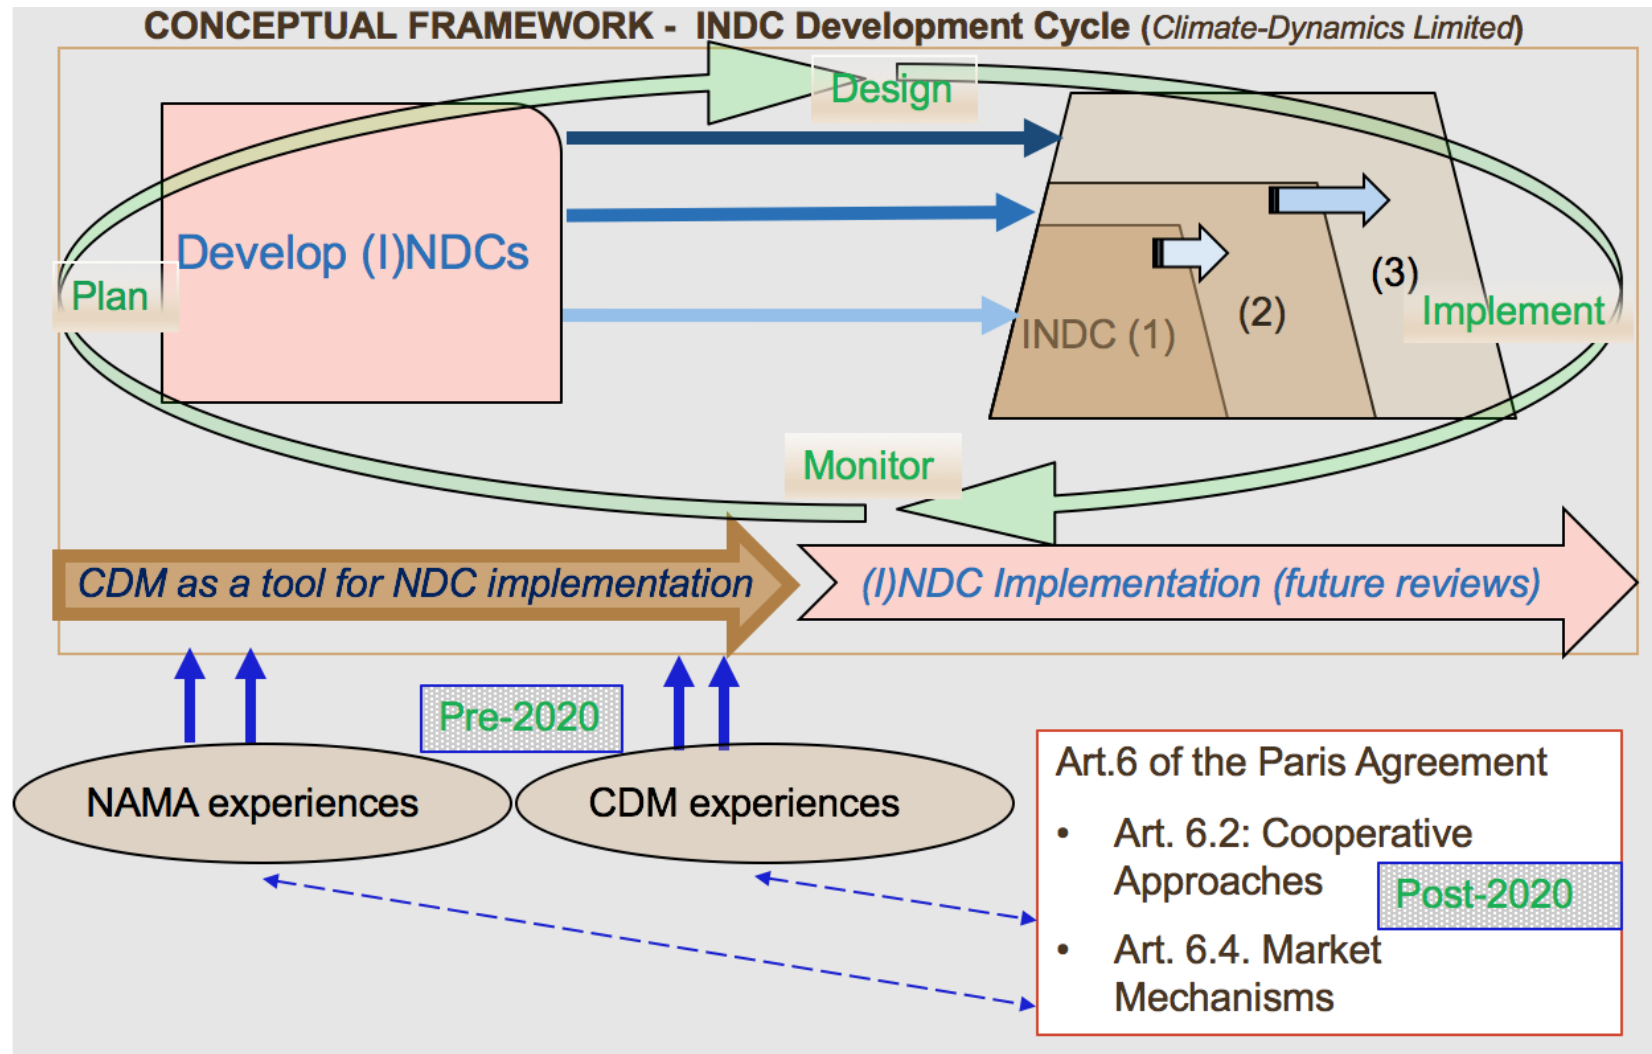 CONCEPTUAL FRAMEWORK - INDC Development Cycle (Climate-Dynamics Limited)
Design
Develop (I)NDCs
Plan
(3)
(2)
INDC (1)
Implement
Monitor
CDM as a tool for NDC implementation
(I)NDC Implementation (future reviews)
Pre-2020
NAMA experiences
CDM experiences
Art.6 of the Paris Agreement
• Art. 6.2: Cooperative
Approaches
Post-2020
• Art. 6.4. Market
Mechanisms